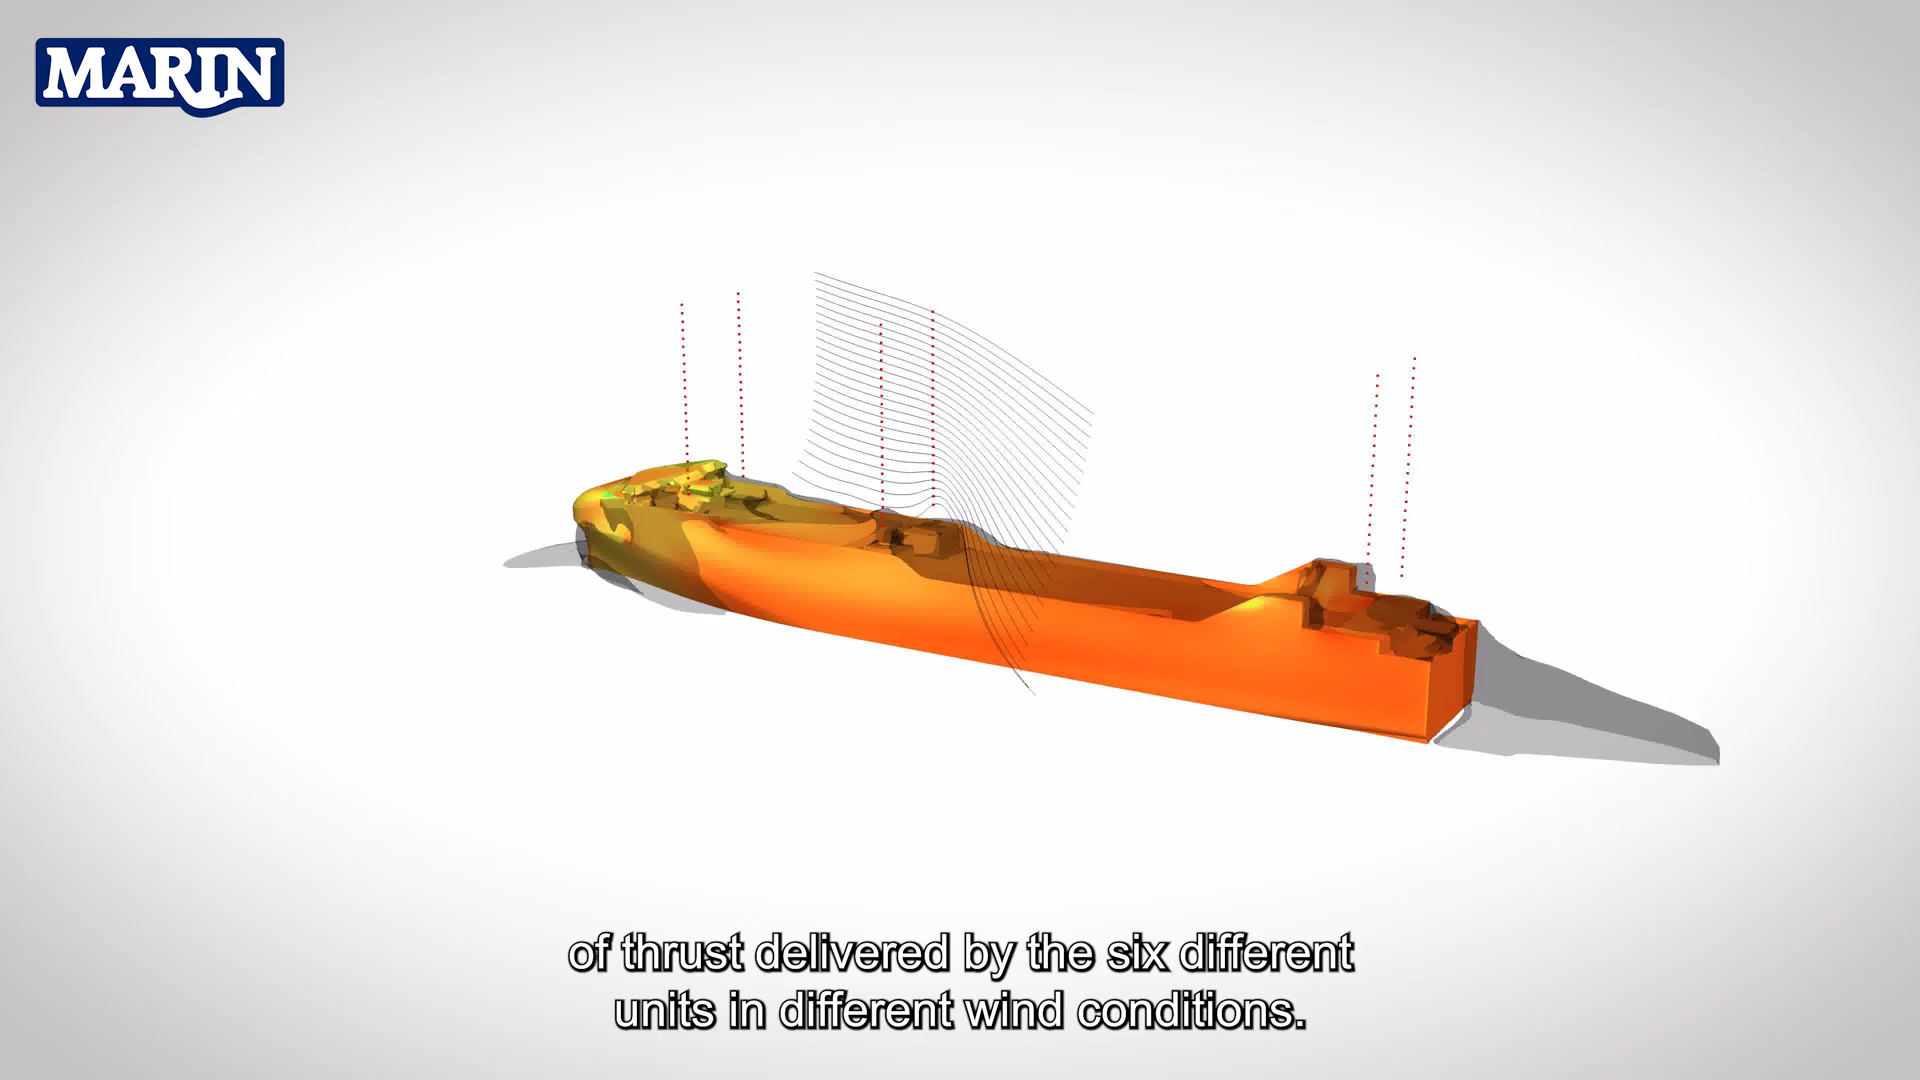 MARIN
of thrust delivered by the six different
units in different wind conditions.